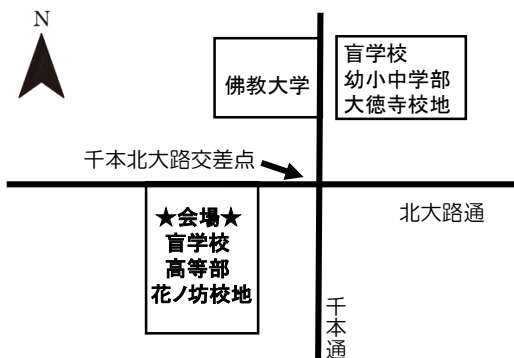 N
佛教大学
盲学校
幼小中学部
大徳寺校地
千本北大路交差点
北大路通
★会場★
盲学校
高等部
花ノ坊校地
千本通